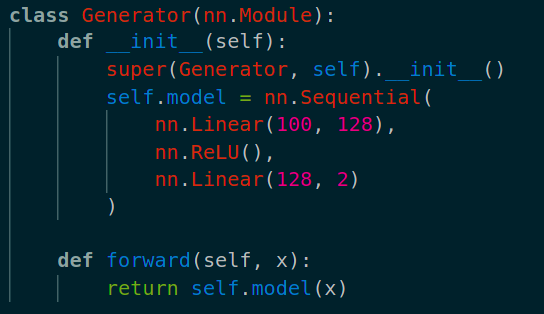 class Generator(nn.Module):
    def __init__(self):
        super(Generator, self).__init__()
        self.model = nn.Sequential(
            nn.Linear(100, 128),
            nn.ReLU(),
            nn.Linear(128, 2)
        )

    def forward(self, x):
        return self.model(x)